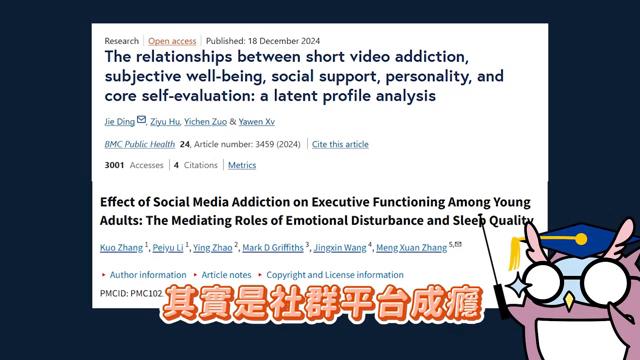 Research Open access Published: 18 December 2024
The relationships between short video addiction,
subjective well-being, social support, personality, and
core self-evaluation: a latent profile analysis
Jie Ding, Ziyu Hu, Yichen Zuo & Yawen Xv
BMC Public Health 24, Article number: 3459 (2024) Cite this article
3001 Accesses 4 Citations Metrics
Effect of Social Media Addiction on Executive Functioning Among Young
Adults: The Mediating Roles of Emotional Disturbance and Sleep Quality
Kuo Zhang 1, Peiyu Li 1, Ying Zhao 2, Mark D Griffiths 3, Jingxin Wang 4, Meng Xuan Zhang 5,
Author information Article notes Copyright and License information
PMCID: PMC102
其實是社群平台成癮